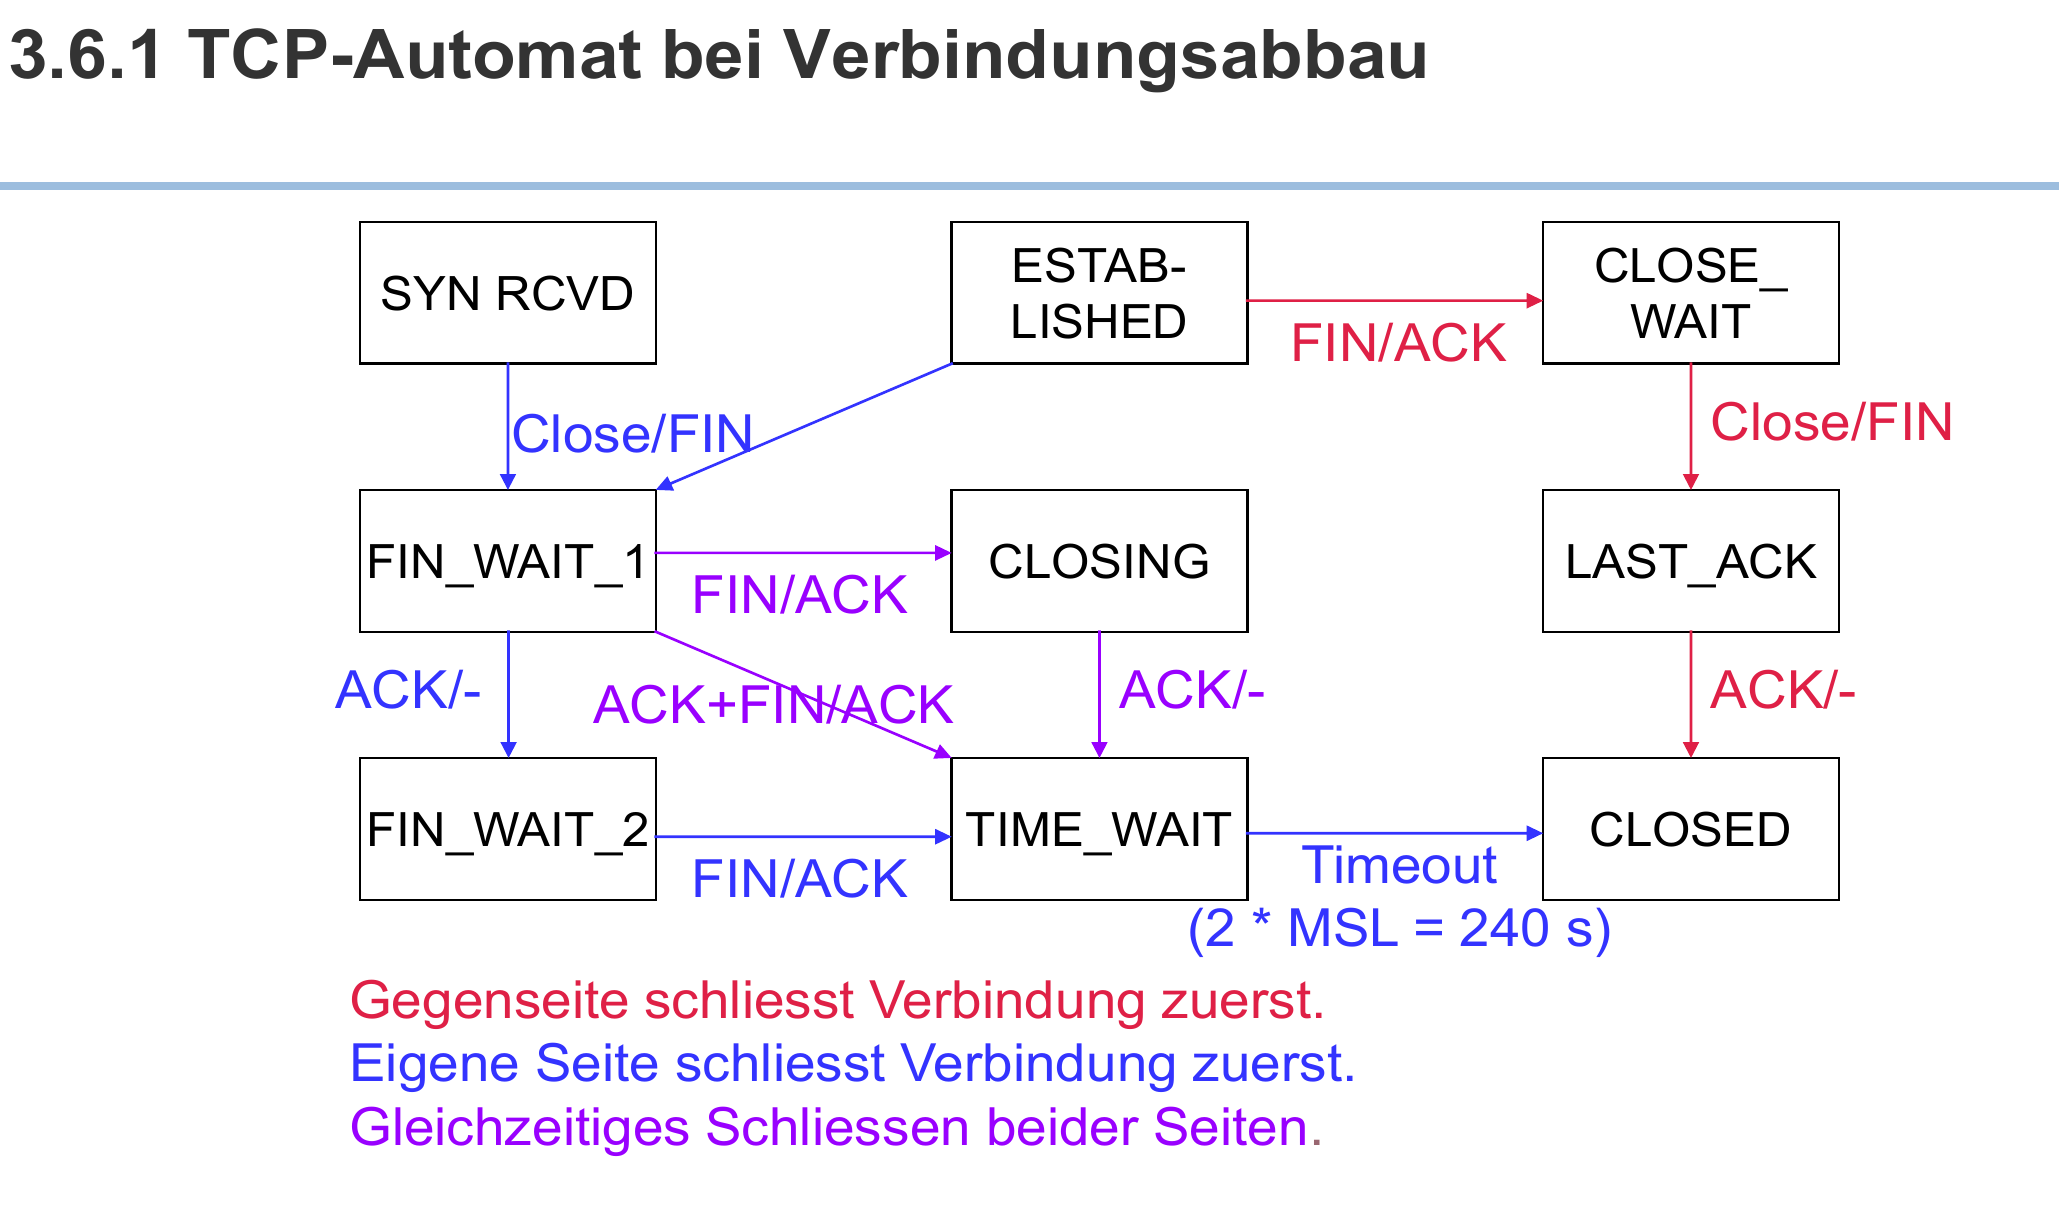 3.6.1 TCP-Automat bei Verbindungsabbau
SYN RCVD
ESTAB-
LISHED
CLOSE_
WAIT
FIN/ACK
Close/FIN
Close/FIN
FIN_WAIT_1
CLOSING
LAST_ACK
FIN/ACK
ACK/-
ACK+FIN/ACK
ACK/-
ACK/-
FIN_WAIT_2
TIME_WAIT
CLOSED
FIN/ACK
Timeout
(2 * MSL = 240 s)
Gegenseite schliesst Verbindung zuerst.
Eigene Seite schliesst Verbindung zuerst.
Gleichzeitiges Schliessen beider Seiten.